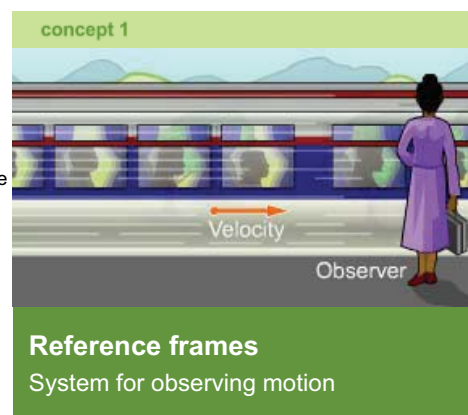 concept 1
e
Velocity
Observer
Reference frames
System for observing motion